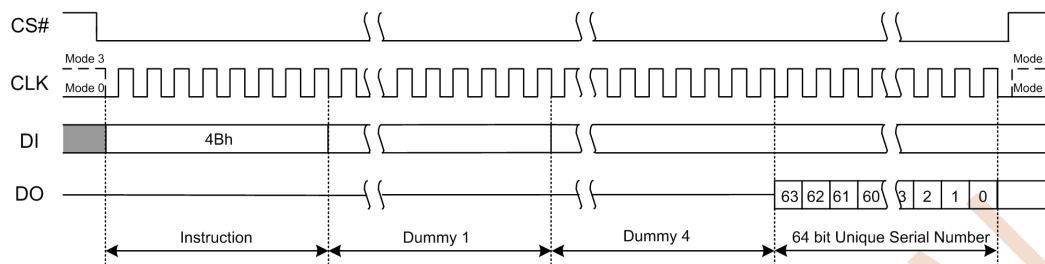 CS#
Mode 3
Mode
CLK
Mode 0
Mode
DI
4Bh
DO
63 62 61 60 3 2 1 0
Instruction Dummy 1 Dummy 4 64 bit Unique Serial Number